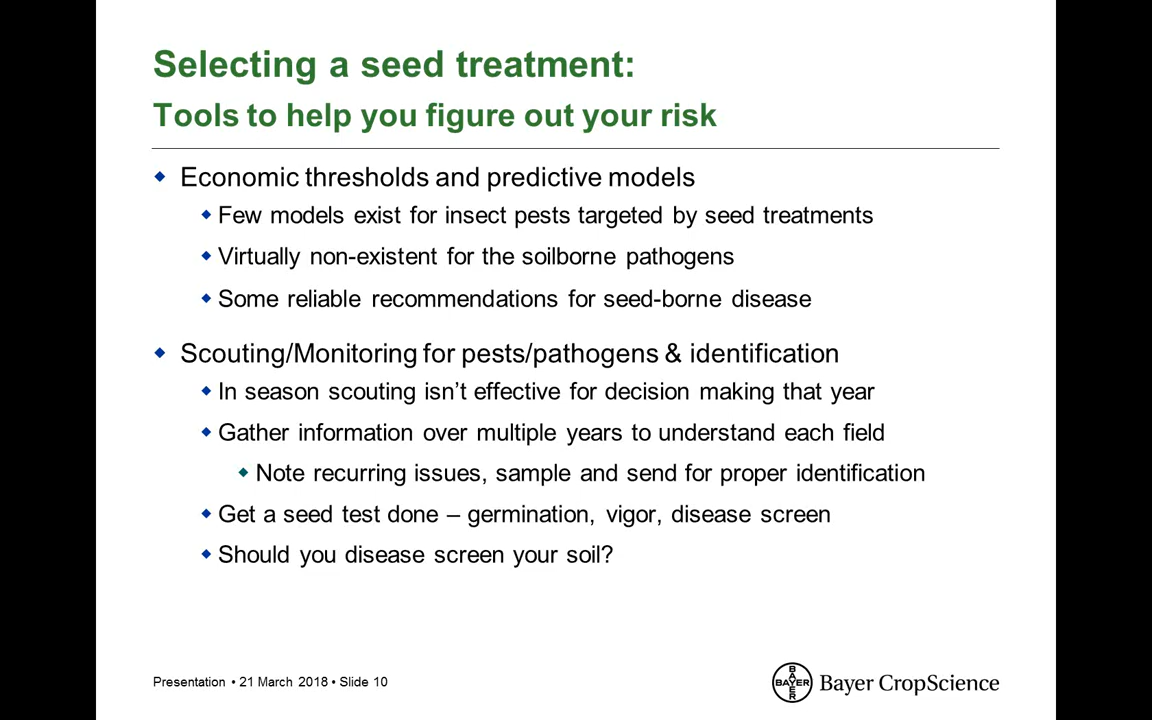 Selecting a seed treatment:
Tools to help you figure out your risk
Economic thresholds and predictive models
Few models exist for insect pests targeted by seed treatments
Virtually non-existent for the soilborne pathogens
Some reliable recommendations for seed-borne disease
Scouting/Monitoring for pests/pathogens & identification
In season scouting isn’t effective for decision making that year
Gather information over multiple years to understand each field
Note recurring issues, sample and send for proper identification
Get a seed test done – germination, vigor, disease screen
Should you disease screen your soil?
Presentation • 21 March 2018 • Slide 10
BAYER
BAYER
Bayer CropScience